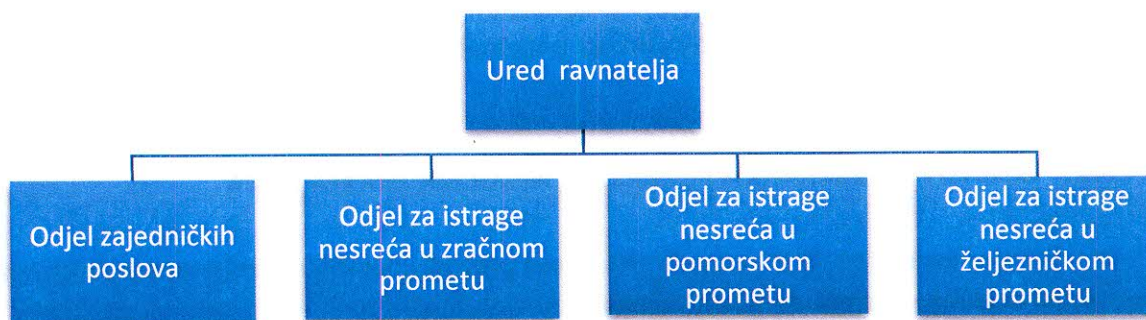 Ured ravnatelja
Odjel zajedničkih
poslova
Odjel za istrage
nesreća u zračnom
prometu
Odjel za istrage
nesreća u
pomorskom
prometu
Odjel za istrage
nesreća u
željezničkom
prometu